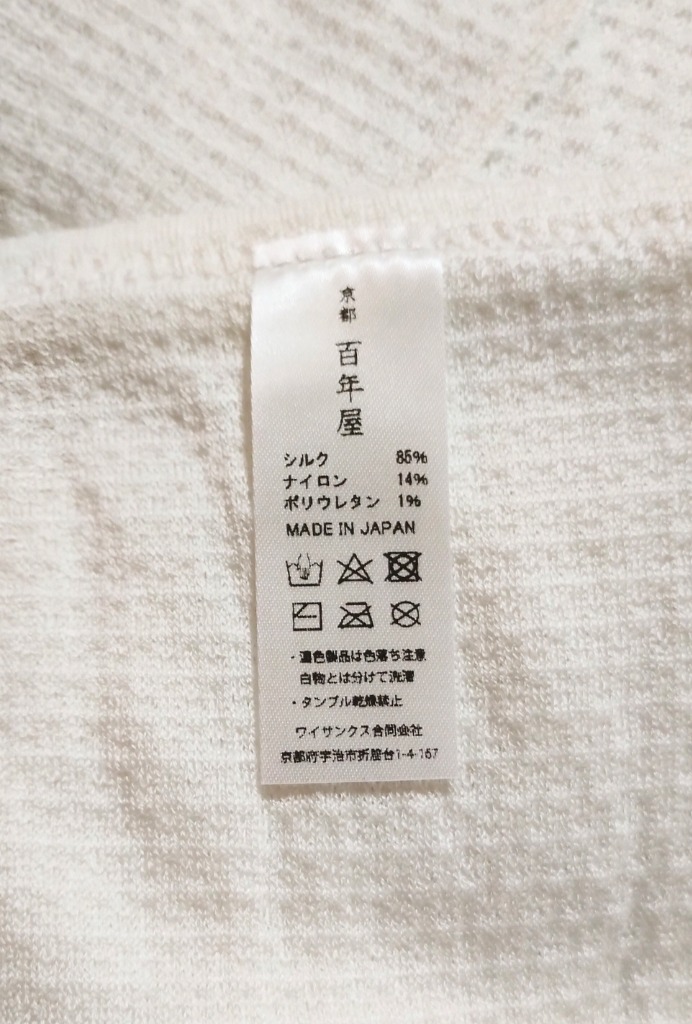 京都
百年屋
シルク 85%
ナイロン 14%
ポリウレタン 1%
MADE IN JAPAN
・濃色製品は色落ち注意
白物とは分けて洗濯
・タンブル乾燥禁止
ワイサンクス合同会社
京都府宇治市折居台1-4-167